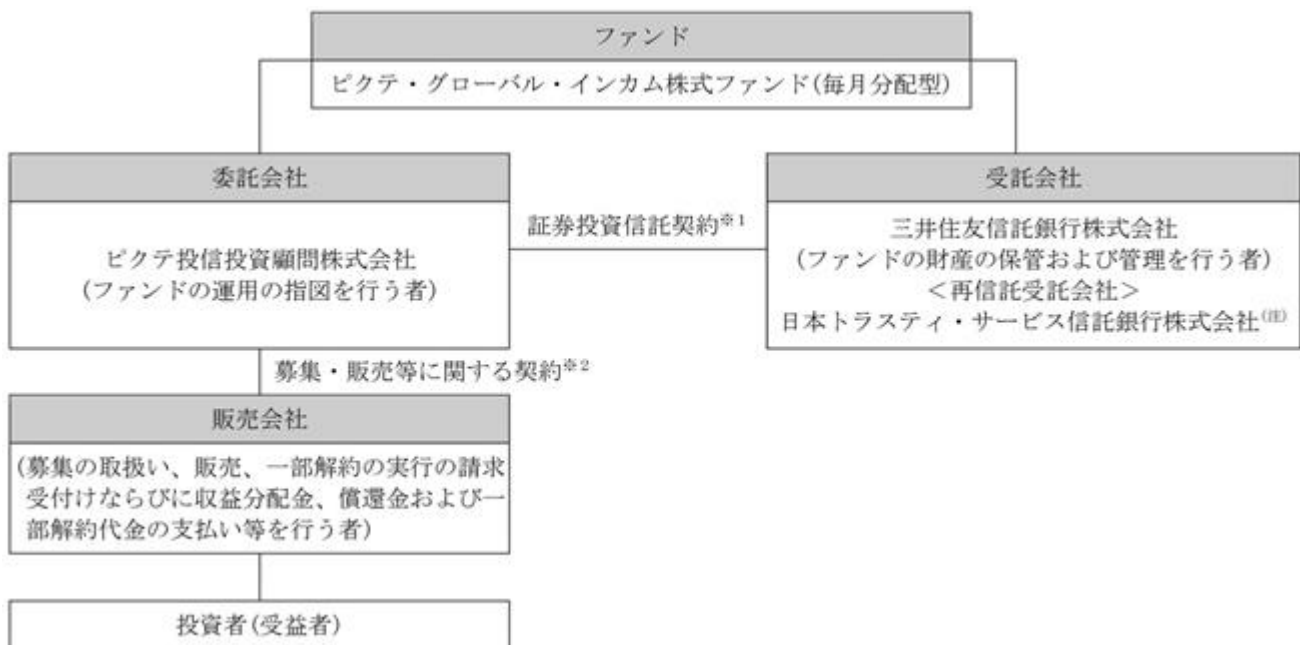 ファンド
ピクテ・グローバル・インカム株式ファンド(毎月分配型)
委託会社
ピクテ投信投資顧問株式会社
(ファンドの運用の指図を行う者)
証券投資信託契約※1
受託会社
三井住友信託銀行株式会社
(ファンドの財産の保管および管理を行う者)
<再信託受託会社>
日本トラスティ・サービス信託銀行株式会社(注)
募集・販売等に関する契約※2
販売会社
(募集の取扱い、販売、一部解約の実行の請求
受付けならびに収益分配金、償還金および一
部解約代金の支払い等を行う者)
投資者(受益者)